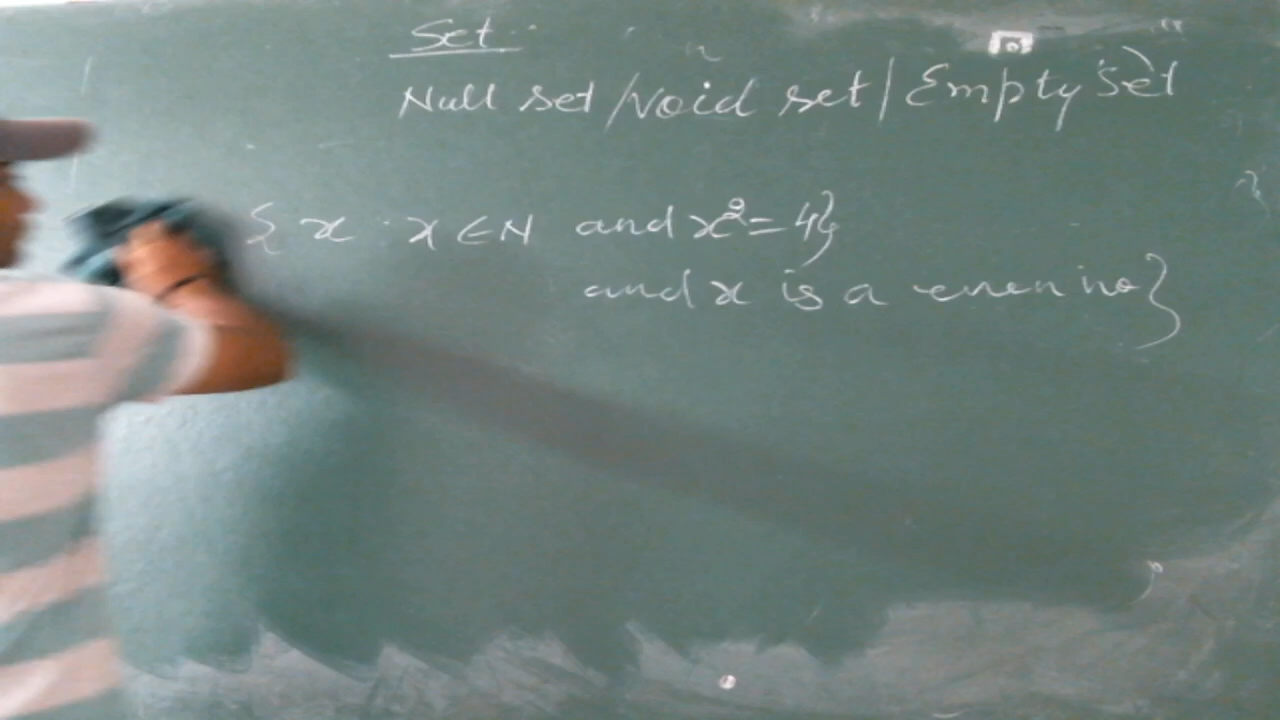 Set
Null set/Void set/Empty set
{x x∈N and x²=4}
and x is a even no}